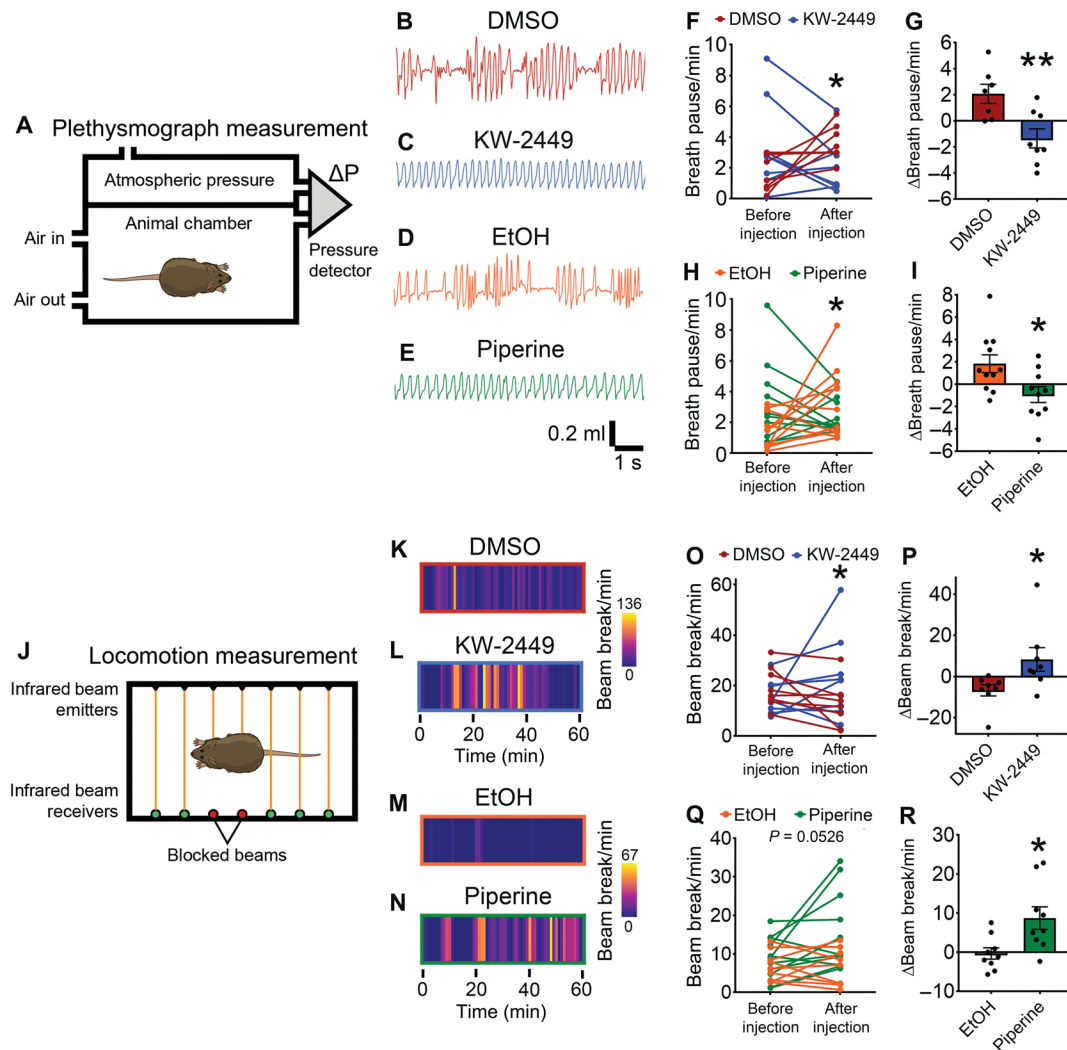 A
Plethysmograph measurement
Atmospheric pressure
ΔP
Animal chamber
Air in
Air out
Pressure
detector
B
DMSO
C
KW-2449
D
EtOH
E
Piperine
0.2 ml
1 s
F
DMSO KW-2449
Breath pause/min
10
8
6
4
2
0
*
Before
injection
After
injection
G
ΔBreath pause/min
6
4
2
0
−2
−4
−6
**
DMSO
KW-2449
H
EtOH Piperine
Breath pause/min
10
8
6
4
2
0
*
Before
injection
After
injection
I
ΔBreath pause/min
8
6
4
2
0
−2
−4
−6
*
EtOH
Piperine
J
Locomotion measurement
Infrared beam
emitters
Infrared beam
receivers
Blocked beams
K
DMSO
L
KW-2449
0 20 40 60
Time (min)
Beam break/min
136
0
M
EtOH
N
Piperine
0 20 40 60
Time (min)
Beam break/min
67
0
O
DMSO KW-2449
Beam break/min
60
40
20
0
*
Before
injection
After
injection
P
ΔBeam break/min
40
20
0
−20
*
DMSO
KW-2449
Q
EtOH Piperine
P = 0.0526
Beam break/min
40
30
20
10
0
Before
injection
After
injection
R
ΔBeam break/min
30
20
10
0
−10
*
EtOH
Piperine